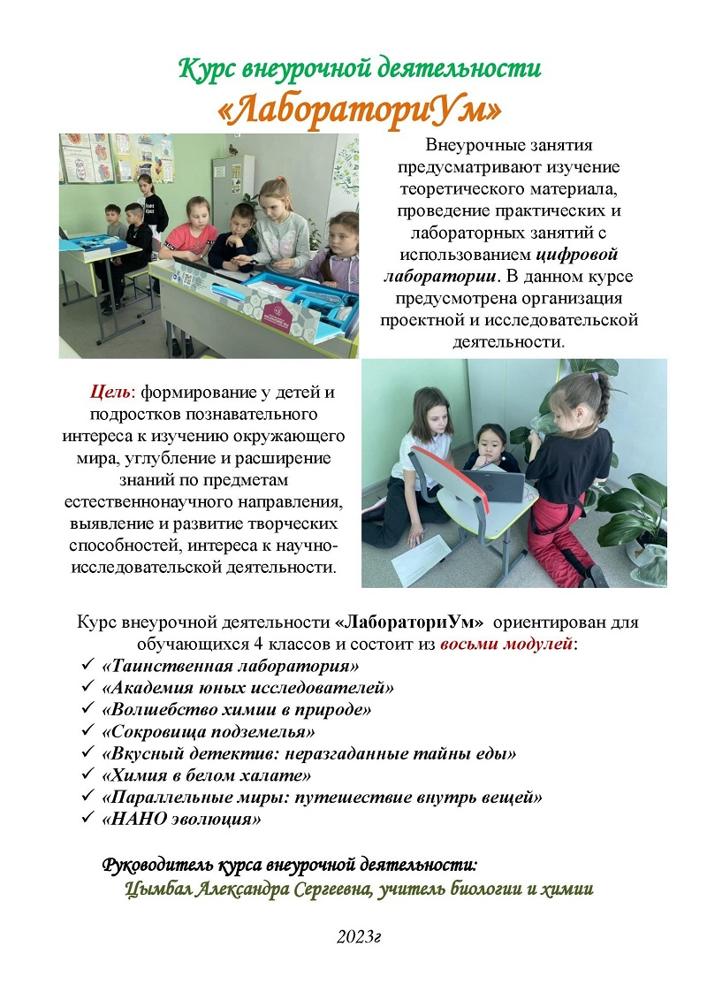 Курс внеурочной деятельности
«ЛабораториУм»
Внеурочные занятия
предусматривают изучение
теоретического материала,
проведение практических и
лабораторных занятий с
использованием цифровой
лаборатории. В данном курсе
предусмотрена организация
проектной и исследовательской
деятельности.
Цель: формирование у детей и
подростков познавательного
интереса к изучению окружающего
мира, углубление и расширение
знаний по предметам
естественнонаучного направления,
выявление и развитие творческих
способностей, интереса к научно-
исследовательской деятельности.
Курс внеурочной деятельности «ЛабораториУм» ориентирован для
обучающихся 4 классов и состоит из восьми модулей:
✓ «Таинственная лаборатория»
✓ «Академия юных исследователей»
✓ «Волшебство химии в природе»
✓ «Сокровища подземелья»
✓ «Вкусный детектив: неразгаданные тайны еды»
✓ «Химия в белом халате»
✓ «Параллельные миры: путешествие внутрь вещей»
✓ «НАНО эволюция»
Руководитель курса внеурочной деятельности:
Цымбал Александра Сергеевна, учитель биологии и химии
2023г